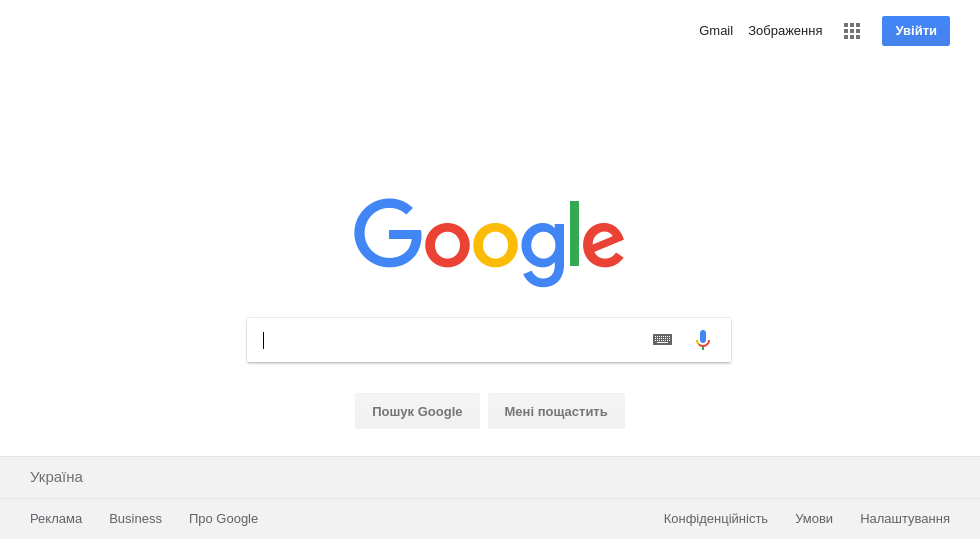 Gmail Зображення Увійти
Google
Пошук Google Мені пощастить
Україна
Реклама Business Про Google Конфіденційність Умови Налаштування